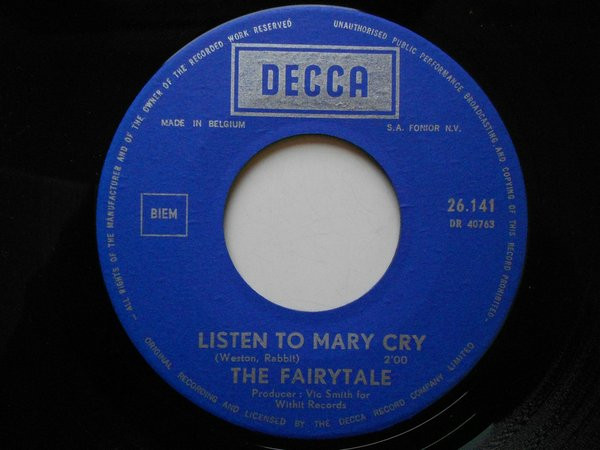 ALL RIGHTS OF THE MANUFACTURER AND OF THE OWNER OF THE RECORDED WORK RESERVED
UNAUTHORISED PUBLIC PERFORMANCE BROADCASTING AND COPYING OF THIS RECORD PROHIBITED
DECCA
MADE IN BELGIUM
S.A. FONIOR N.V.
BIEM
26.141
DR 40763
LISTEN TO MARY CRY
(Weston, Rabbit) 2'00
THE FAIRYTALE
Producer : Vic Smith for
Withit Records
ORIGINAL RECORDING AND LICENSED BY THE DECCA RECORD COMPANY LIMITED